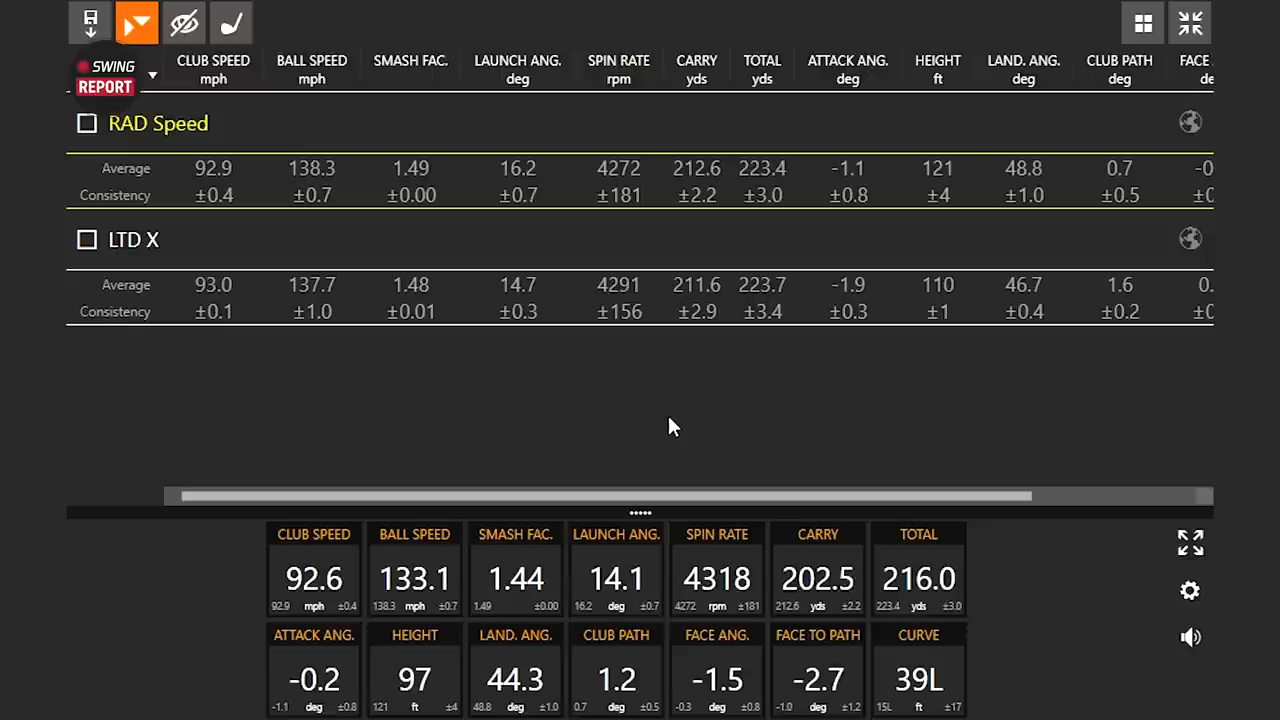 CLUB SPEED BALL SPEED SMASH FAC. LAUNCH ANG. SPIN RATE CARRY TOTAL ATTACK ANG. HEIGHT LAND. ANG. CLUB PATH FACE
SWING
REPORT
mph mph deg rpm yds yds deg ft deg deg
RAD Speed
Average 92.9 138.3 1.49 16.2 4272 212.6 223.4 -1.1 121 48.8 0.7 -0
Consistency ±0.4 ±0.7 ±0.00 ±0.7 ±181 ±2.2 ±3.0 ±0.8 ±4 ±1.0 ±0.5
LTD X
Average 93.0 137.7 1.48 14.7 4291 211.6 223.7 -1.9 110 46.7 1.6 0.
Consistency ±0.1 ±1.0 ±0.01 ±0.3 ±156 ±2.9 ±3.4 ±0.3 ±1 ±0.4 ±0.2
CLUB SPEED BALL SPEED SMASH FAC. LAUNCH ANG. SPIN RATE CARRY TOTAL
92.6 133.1 1.44 14.1 4318 202.5 216.0
92.9 mph ±0.4 138.3 mph ±0.7 1.49 ±0.00 16.2 deg ±0.7 4272 rpm ±181 212.6 yds ±2.2 223.4 yds ±3.0
ATTACK ANG. HEIGHT LAND. ANG. CLUB PATH FACE ANG. FACE TO PATH CURVE
-0.2 97 44.3 1.2 -1.5 -2.7 39L
-1.1 deg ±0.8 121 ft ±4 48.8 deg ±1.0 0.7 deg ±0.5 -0.3 deg ±0.8 -1.0 deg ±1.2 15L ft ±17